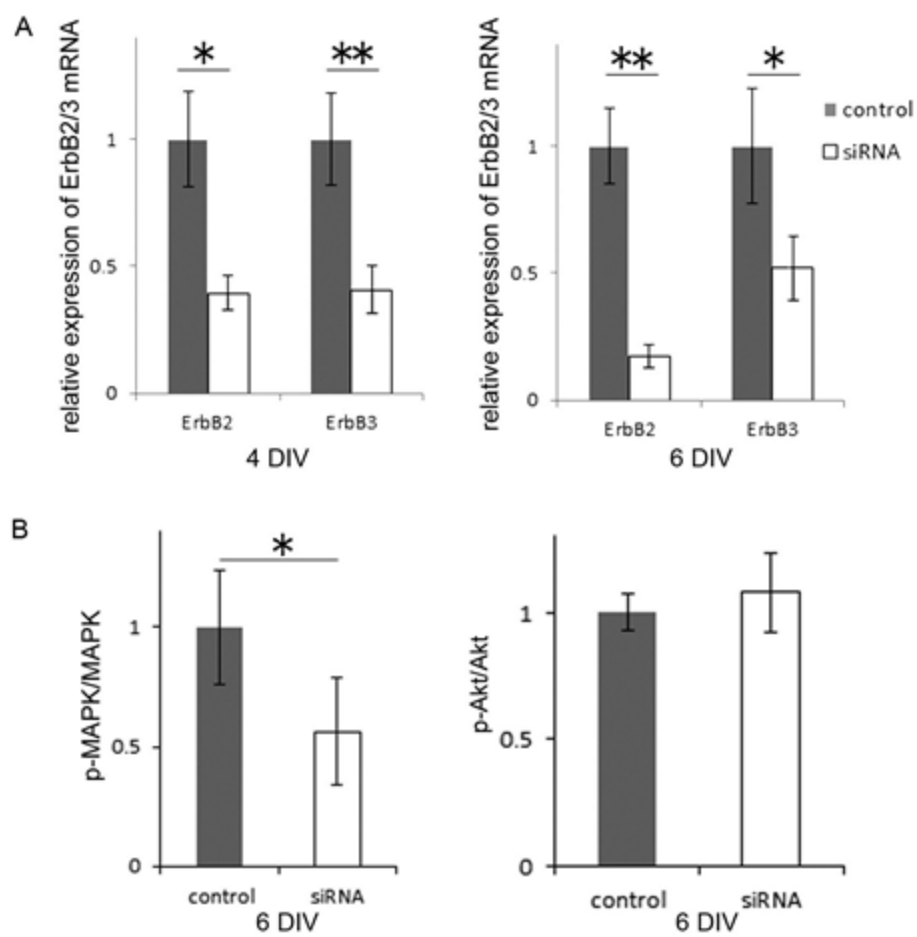 A
relative expression of ErbB2/3 mRNA
1
0.5
0
*
**
ErbB2
ErbB3
4 DIV
relative expression of ErbB2/3 mRNA
1
0.5
0
**
*
ErbB2
ErbB3
6 DIV
control
siRNA
B
p-MAPK/MAPK
1
0.5
0
*
control
siRNA
6 DIV
p-Akt/Akt
1
0.5
0
control
siRNA
6 DIV